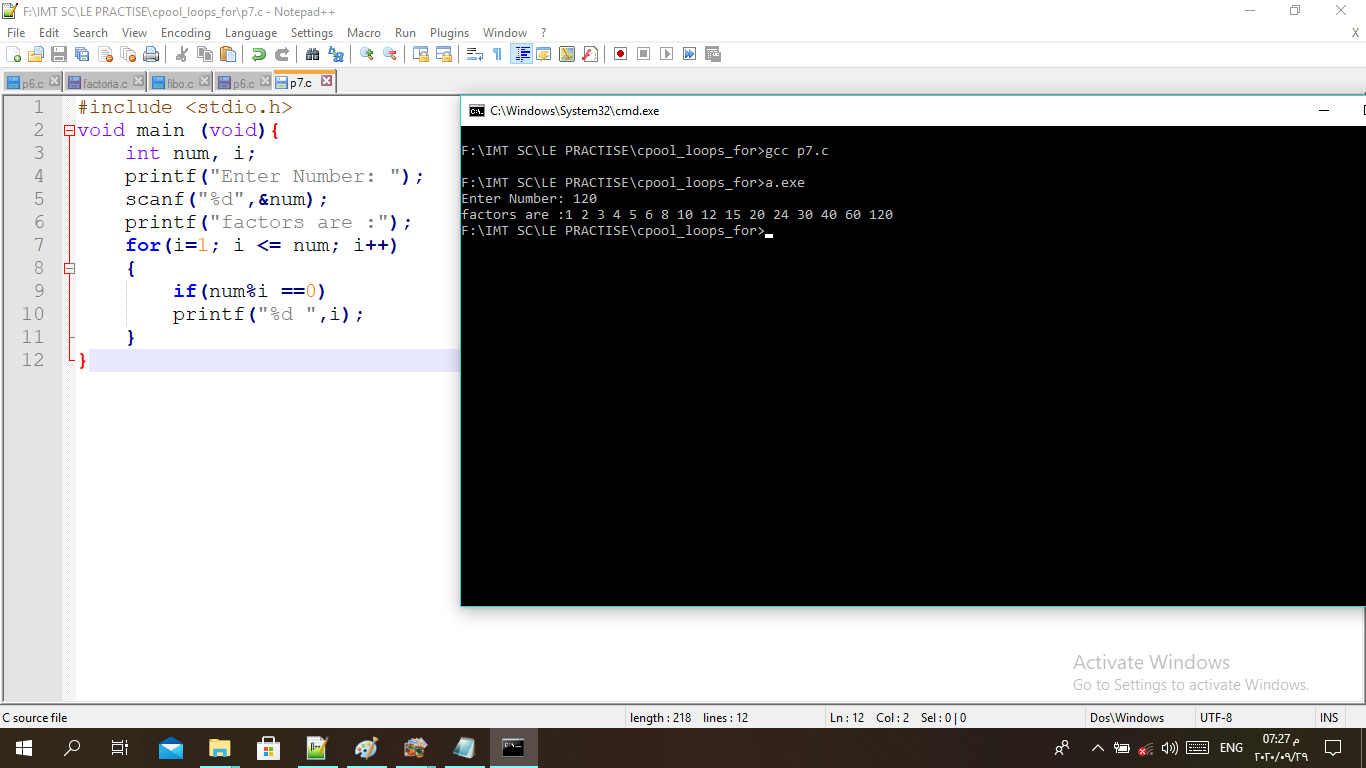 F:\IMT SC\LE PRACTISE\cpool_loops_for\p7.c - Notepad++
File Edit Search View Encoding Language Settings Macro Run Plugins Window ? X
p6.c factoria.c fibo.c p6.c p7.c
1 #include <stdio.h>
2 void main (void){
3 int num, i;
4 printf("Enter Number: ");
5 scanf("%d",&num);
6 printf("factors are :");
7 for(i=1; i <= num; i++)
8 {
9 if(num%i ==0)
10 printf("%d ",i);
11 }
12 }
C:\Windows\System32\cmd.exe
F:\IMT SC\LE PRACTISE\cpool_loops_for>gcc p7.c
F:\IMT SC\LE PRACTISE\cpool_loops_for>a.exe
Enter Number: 120
factors are :1 2 3 4 5 6 8 10 12 15 20 24 30 40 60 120
F:\IMT SC\LE PRACTISE\cpool_loops_for>
Activate Windows
Go to Settings to activate Windows.
C source file length : 218 lines : 12 Ln : 12 Col : 2 Sel : 0 | 0 Dos\Windows UTF-8 INS
ENG
07:27 م
٢٠٢٠/٠٩/٢٩